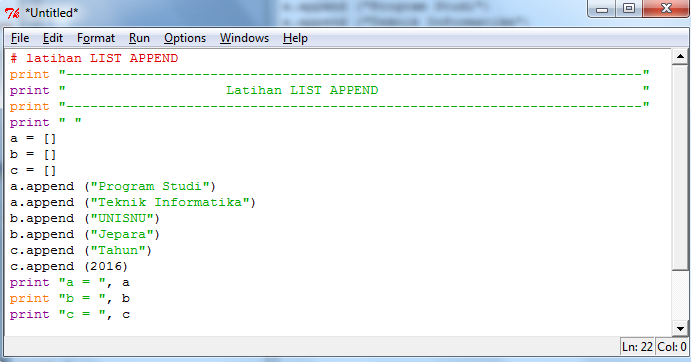 *Untitled*
File Edit Format Run Options Windows Help
# latihan LIST APPEND
print "-------------------------------------------------------------------------"
print "                    Latihan LIST APPEND                                 "
print "-------------------------------------------------------------------------"
print " "
a = []
b = []
c = []
a.append ("Program Studi")
a.append ("Teknik Informatika")
b.append ("UNISNU")
b.append ("Jepara")
c.append ("Tahun")
c.append (2016)
print "a = ", a
print "b = ", b
print "c = ", c
Ln: 22 Col: 0